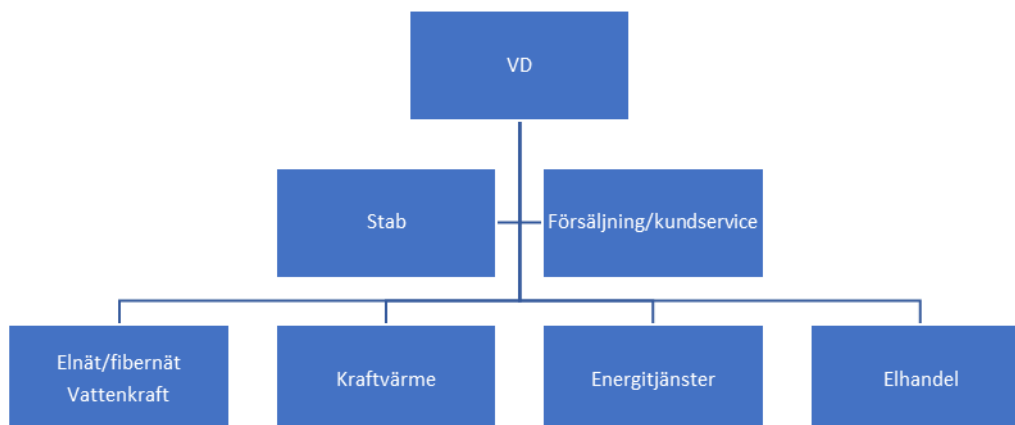 VD
Stab
Försäljning/kundservice
Elnät/fibernät
Vattenkraft
Kraftvärme
Energitjänster
Elhandel